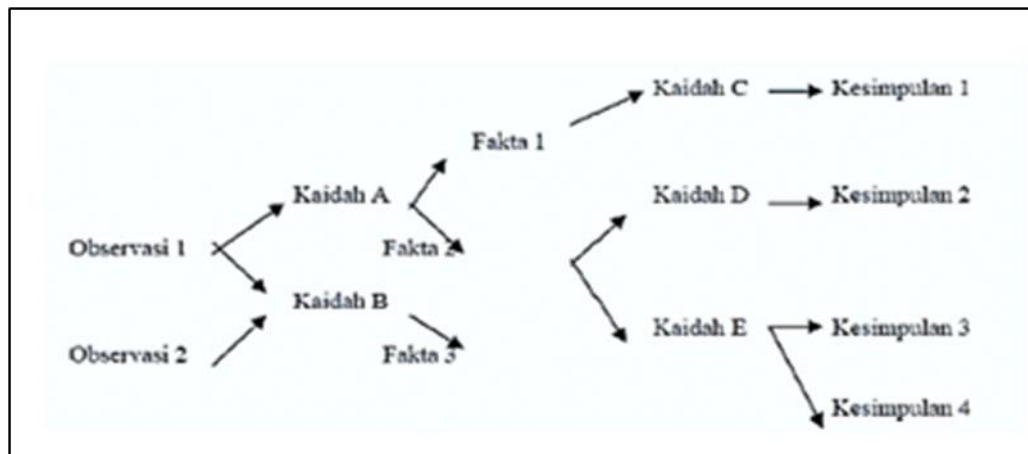 Kaidah C
Kesimpulan 1
Fakta 1
Kaidah A
Kaidah D
Kesimpulan 2
Observasi 1
Fakta 2
Kaidah B
Kaidah E
Kesimpulan 3
Observasi 2
Fakta 3
Kesimpulan 4